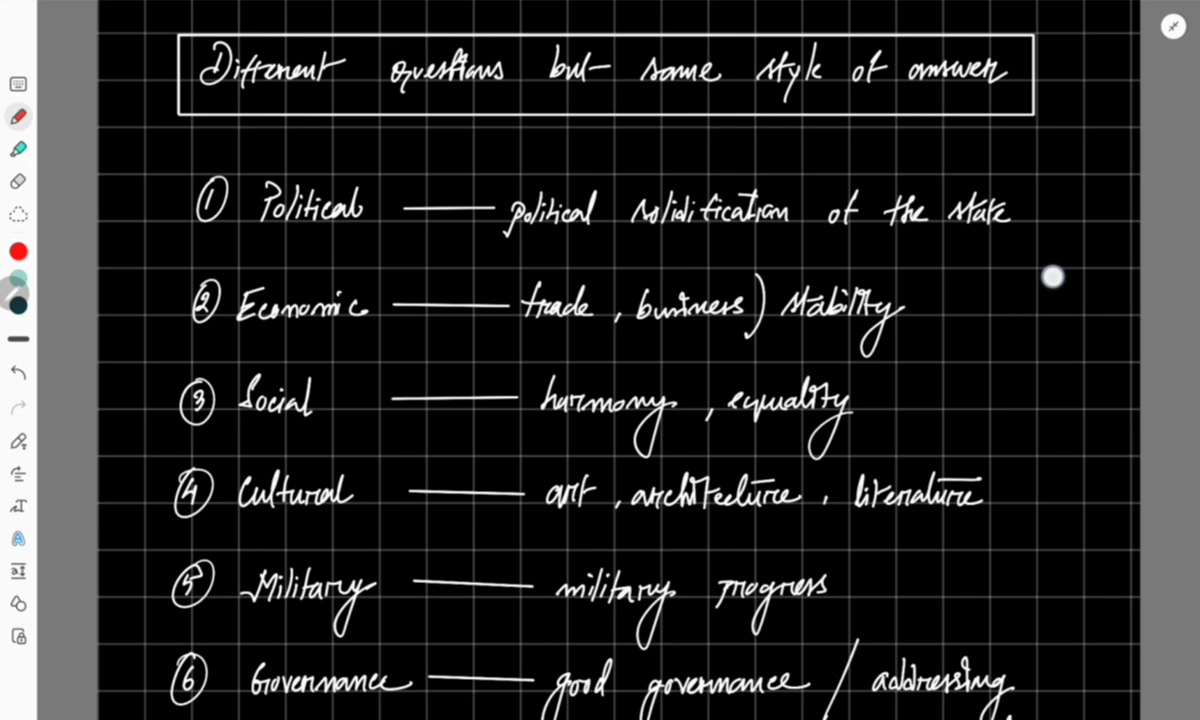 Different questions but same style of answer
① Political — political solidification of the state
② Economic — trade, business) stability
③ Social — harmony, equality
④ Cultural — art, architecture, literature
⑤ Military — military progress
⑥ Governance — good governance / addressing